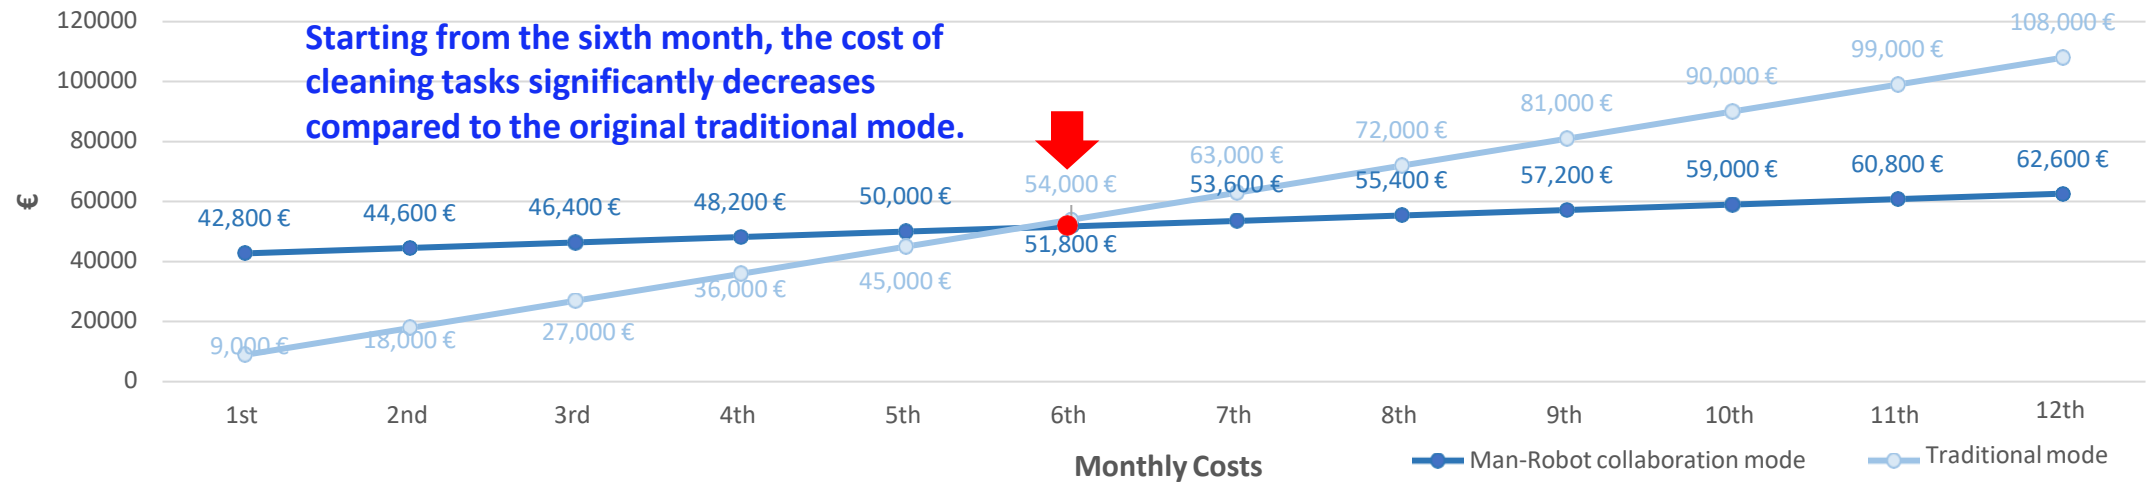 120000
100000
80000
60000
40000
20000
0
€
Starting from the sixth month, the cost of
cleaning tasks significantly decreases
compared to the original traditional mode.
42,800 €
44,600 €
46,400 €
48,200 €
50,000 €
51,800 €
53,600 €
55,400 €
57,200 €
59,000 €
60,800 €
62,600 €
9,000 €
18,000 €
27,000 €
36,000 €
45,000 €
54,000 €
63,000 €
72,000 €
81,000 €
90,000 €
99,000 €
108,000 €
1st
2nd
3rd
4th
5th
6th
7th
8th
9th
10th
11th
12th
Monthly Costs
Man-Robot collaboration mode
Traditional mode